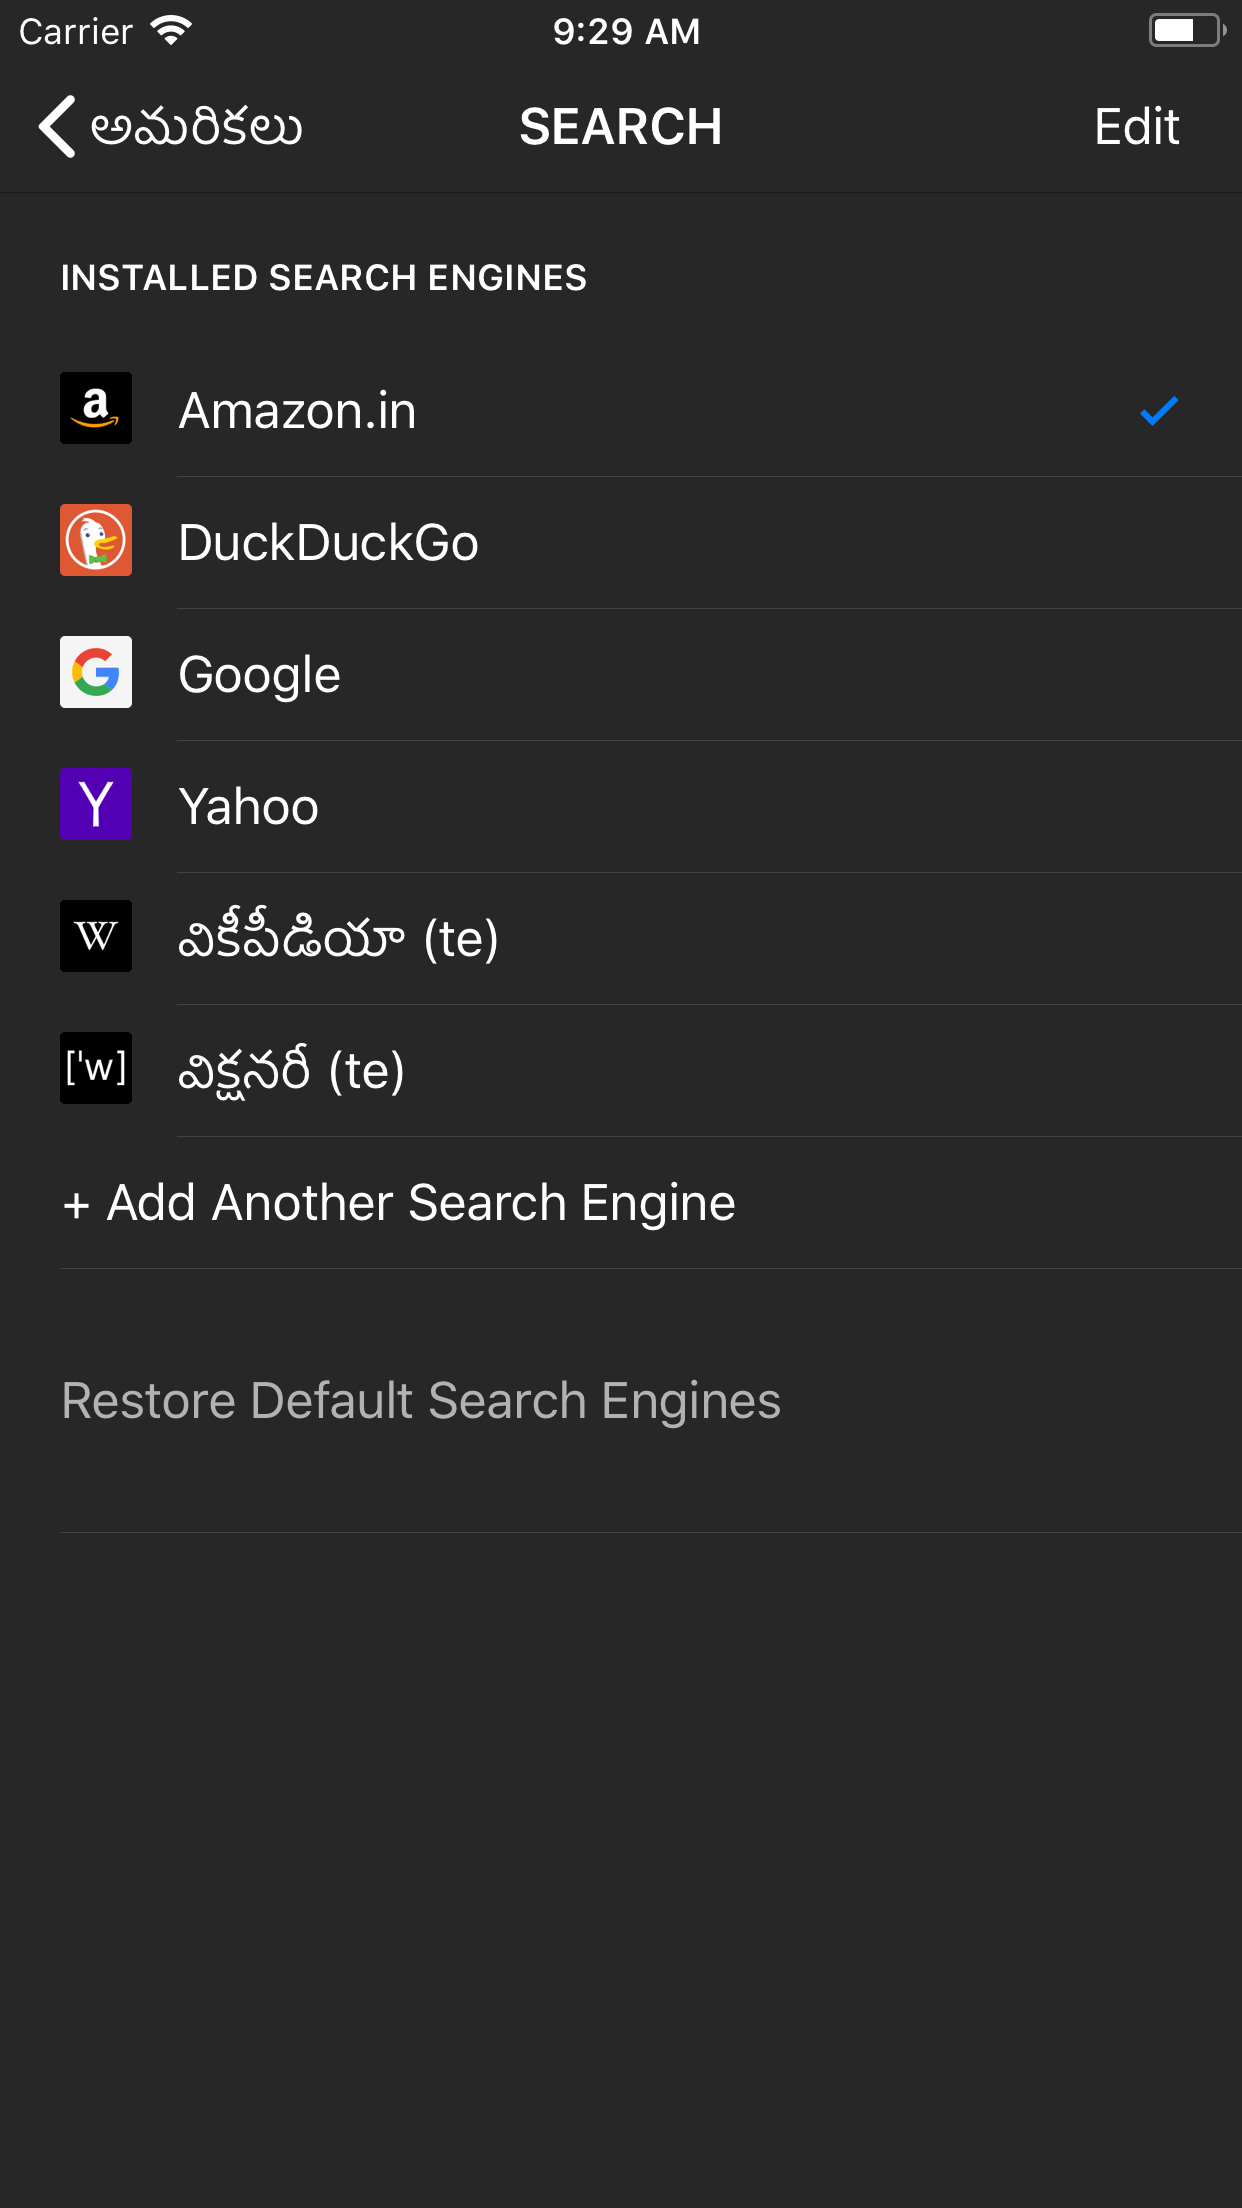 Carrier 9:29 AM
అమరికలు SEARCH Edit
INSTALLED SEARCH ENGINES
a Amazon.in
DuckDuckGo
G Google
Y Yahoo
W వికీపీడియా (te)
['w] విక్షనరీ (te)
+ Add Another Search Engine
Restore Default Search Engines